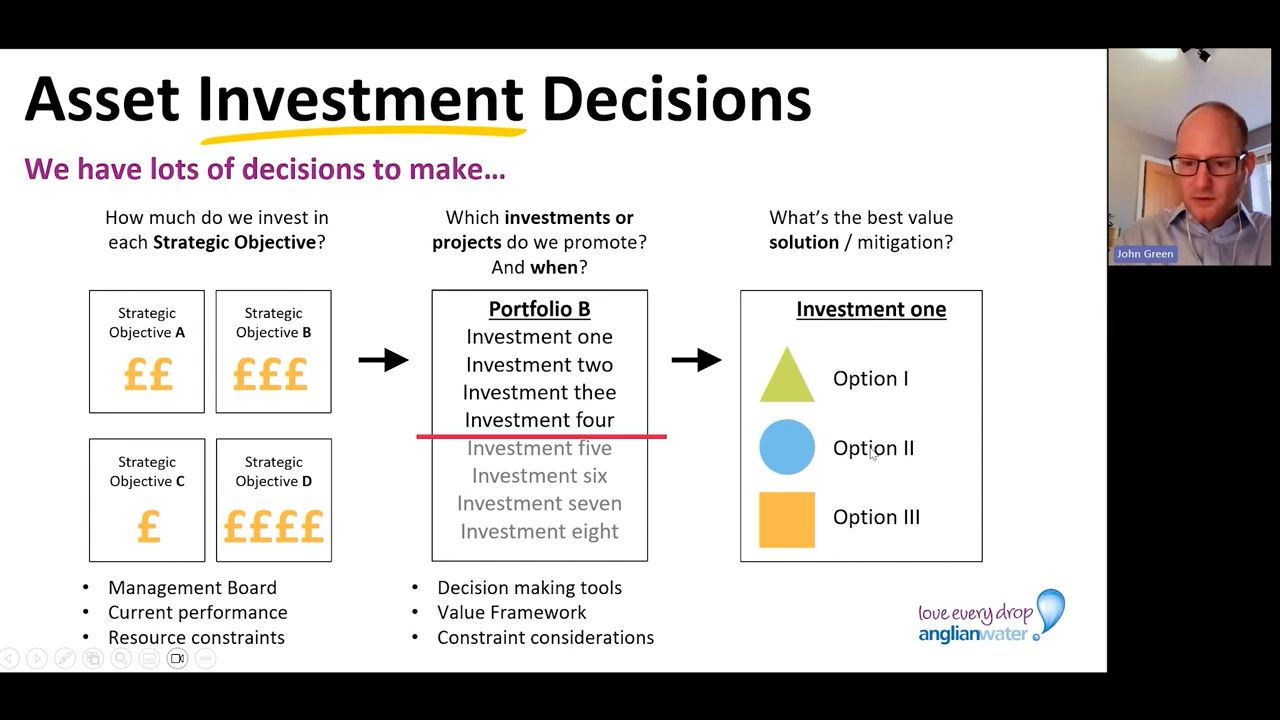 Asset Investment Decisions
We have lots of decisions to make…
How much do we invest in
each Strategic Objective?
Strategic
Objective A
££
Strategic
Objective B
£££
Strategic
Objective C
£
Strategic
Objective D
££££
• Management Board
• Current performance
• Resource constraints
Which investments or
projects do we promote?
And when?
Portfolio B
Investment one
Investment two
Investment thee
Investment four
Investment five
Investment six
Investment seven
Investment eight
• Decision making tools
• Value Framework
• Constraint considerations
What's the best value
solution / mitigation?
Investment one
Option I
Option II
Option III
love every drop
anglianwater
John Green